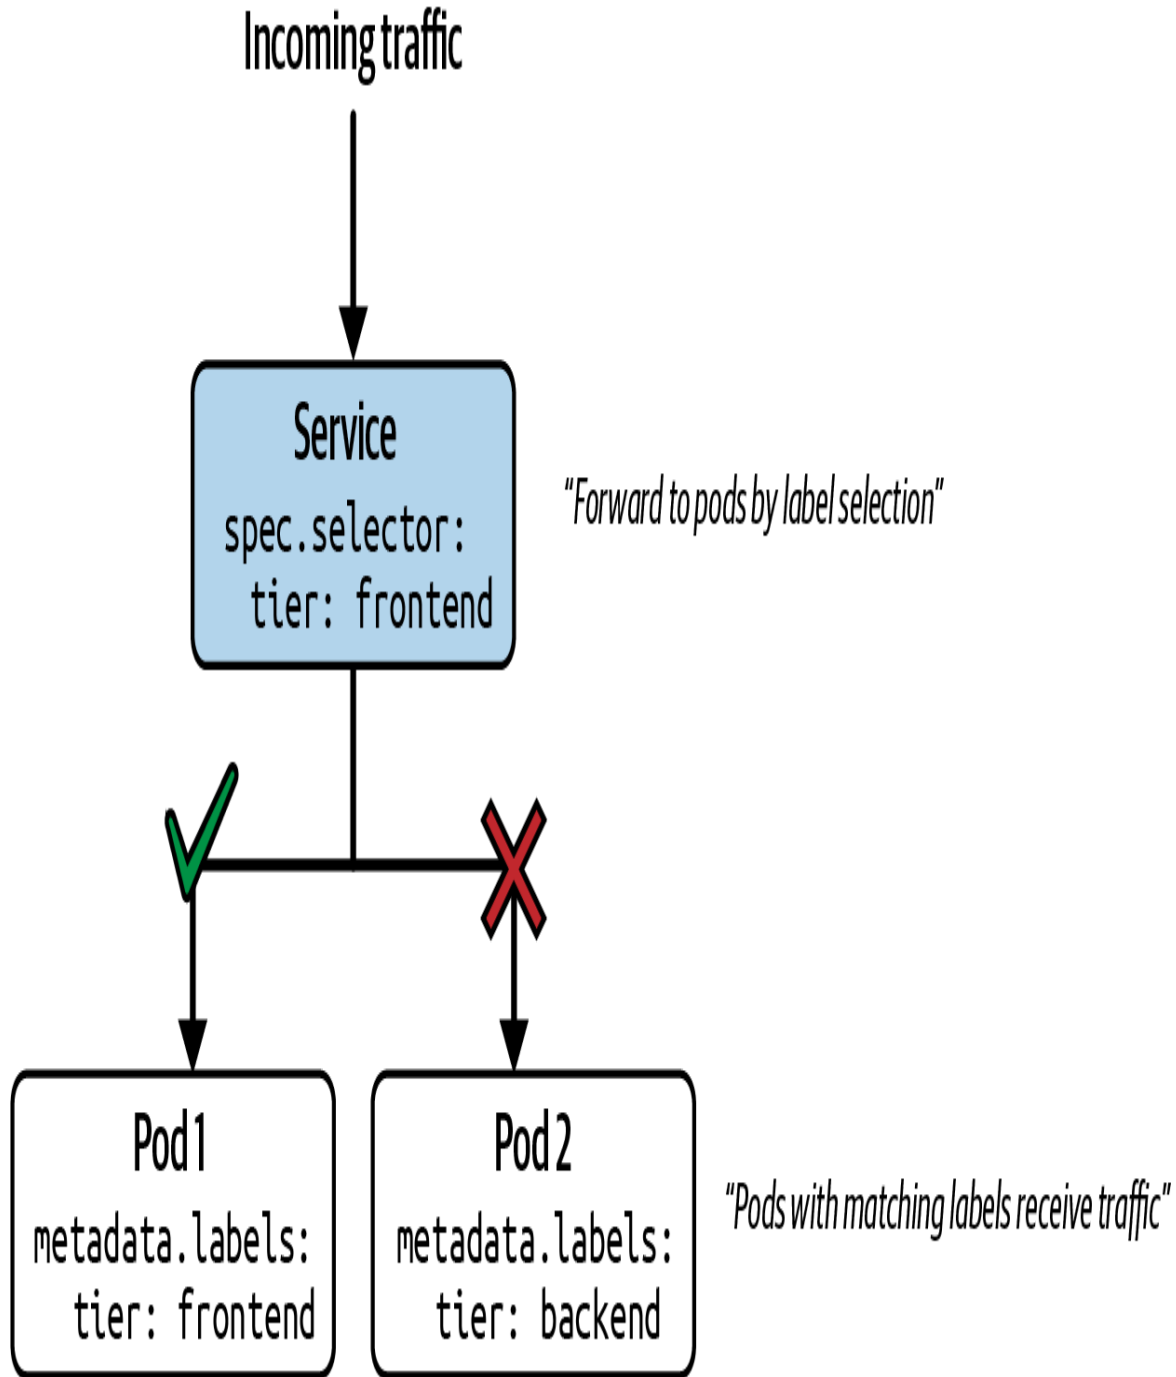 Incoming traffic
Service
spec.selector:
tier: frontend
“Forward to pods by label selection”
Pod 1
metadata.labels:
tier: frontend
Pod 2
metadata.labels:
tier: backend
“Pods with matching labels receive traffic”